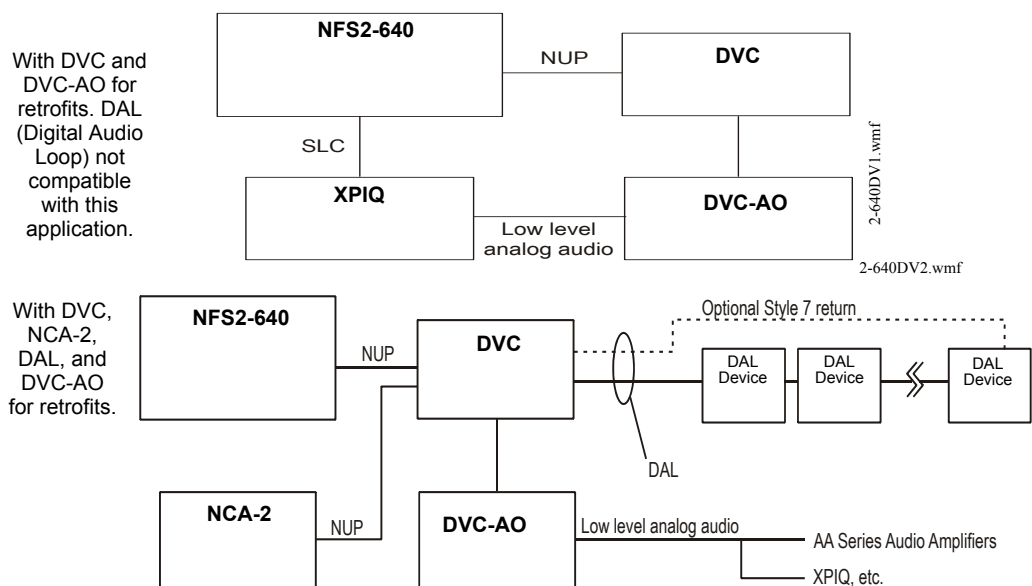 With DVC and
DVC-AO for
retrofits. DAL
(Digital Audio
Loop) not
compatible
with this
application.
NFS2-640
NUP
DVC
SLC
XPIQ
Low level
analog audio
DVC-AO
2-640DV1.wmf
2-640DV2.wmf
With DVC,
NCA-2,
DAL, and
DVC-AO
for retrofits.
NFS2-640
NUP
DVC
Optional Style 7 return
DAL
Device
DAL
Device
DAL
Device
DAL
NCA-2
NUP
DVC-AO
Low level analog audio
AA Series Audio Amplifiers
XPIQ, etc.